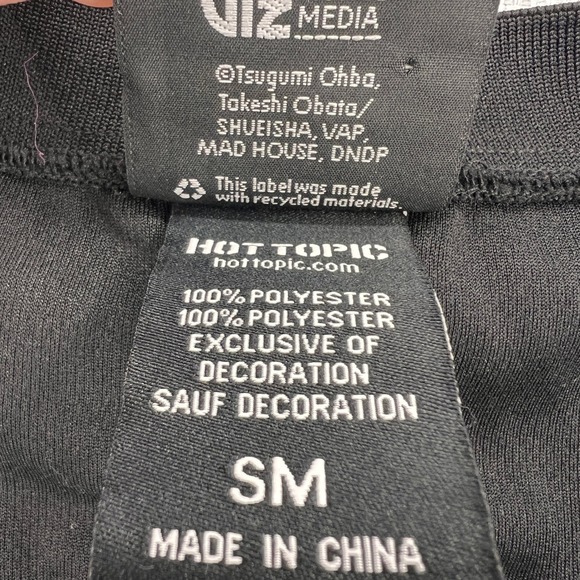 VIZ MEDIA
©Tsugumi Ohba,
Takeshi Obata/
SHUEISHA, VAP,
MAD HOUSE, DNDP
This label was made
with recycled materials.
HOT TOPIC
hottopic.com
100% POLYESTER
100% POLYESTER
EXCLUSIVE OF
DECORATION
SAUF DECORATION
SM
MADE IN CHINA